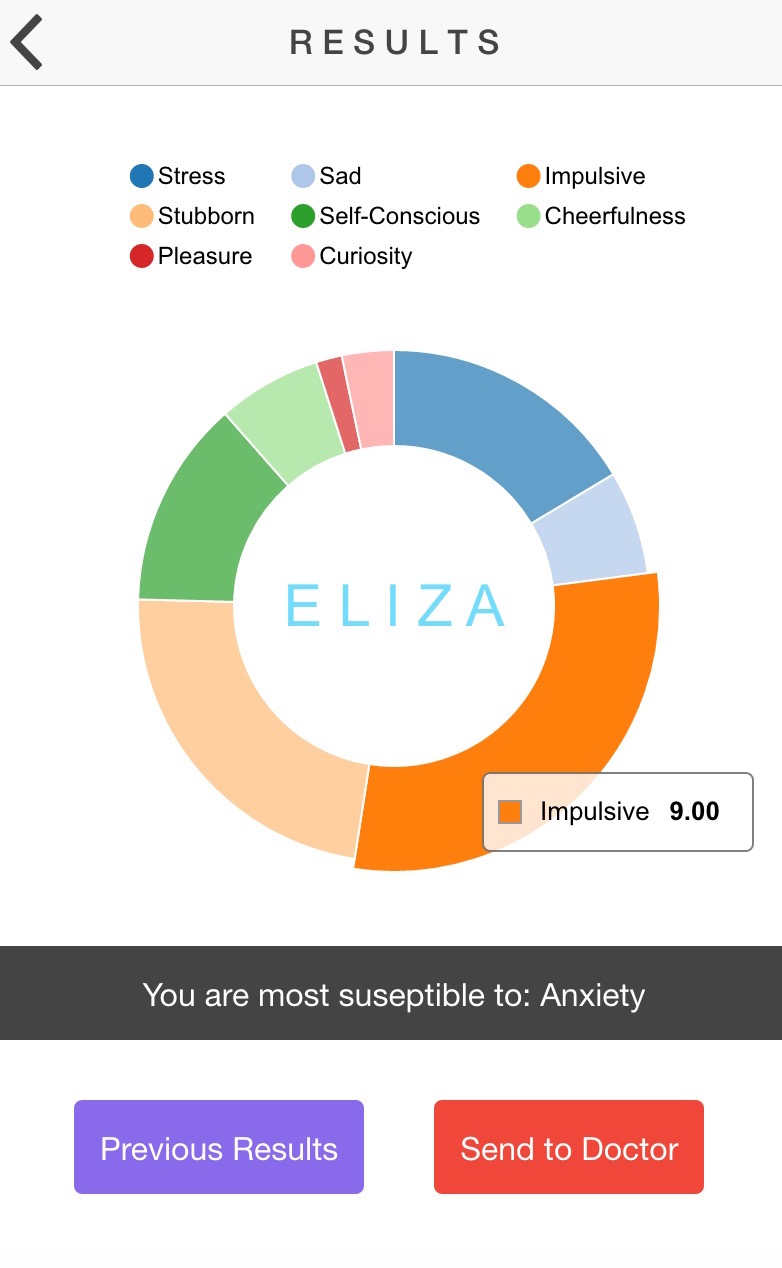 RESULTS
Stress Sad Impulsive
Stubborn Self-Conscious Cheerfulness
Pleasure Curiosity
ELIZA
Impulsive 9.00
You are most suseptible to: Anxiety
Previous Results Send to Doctor